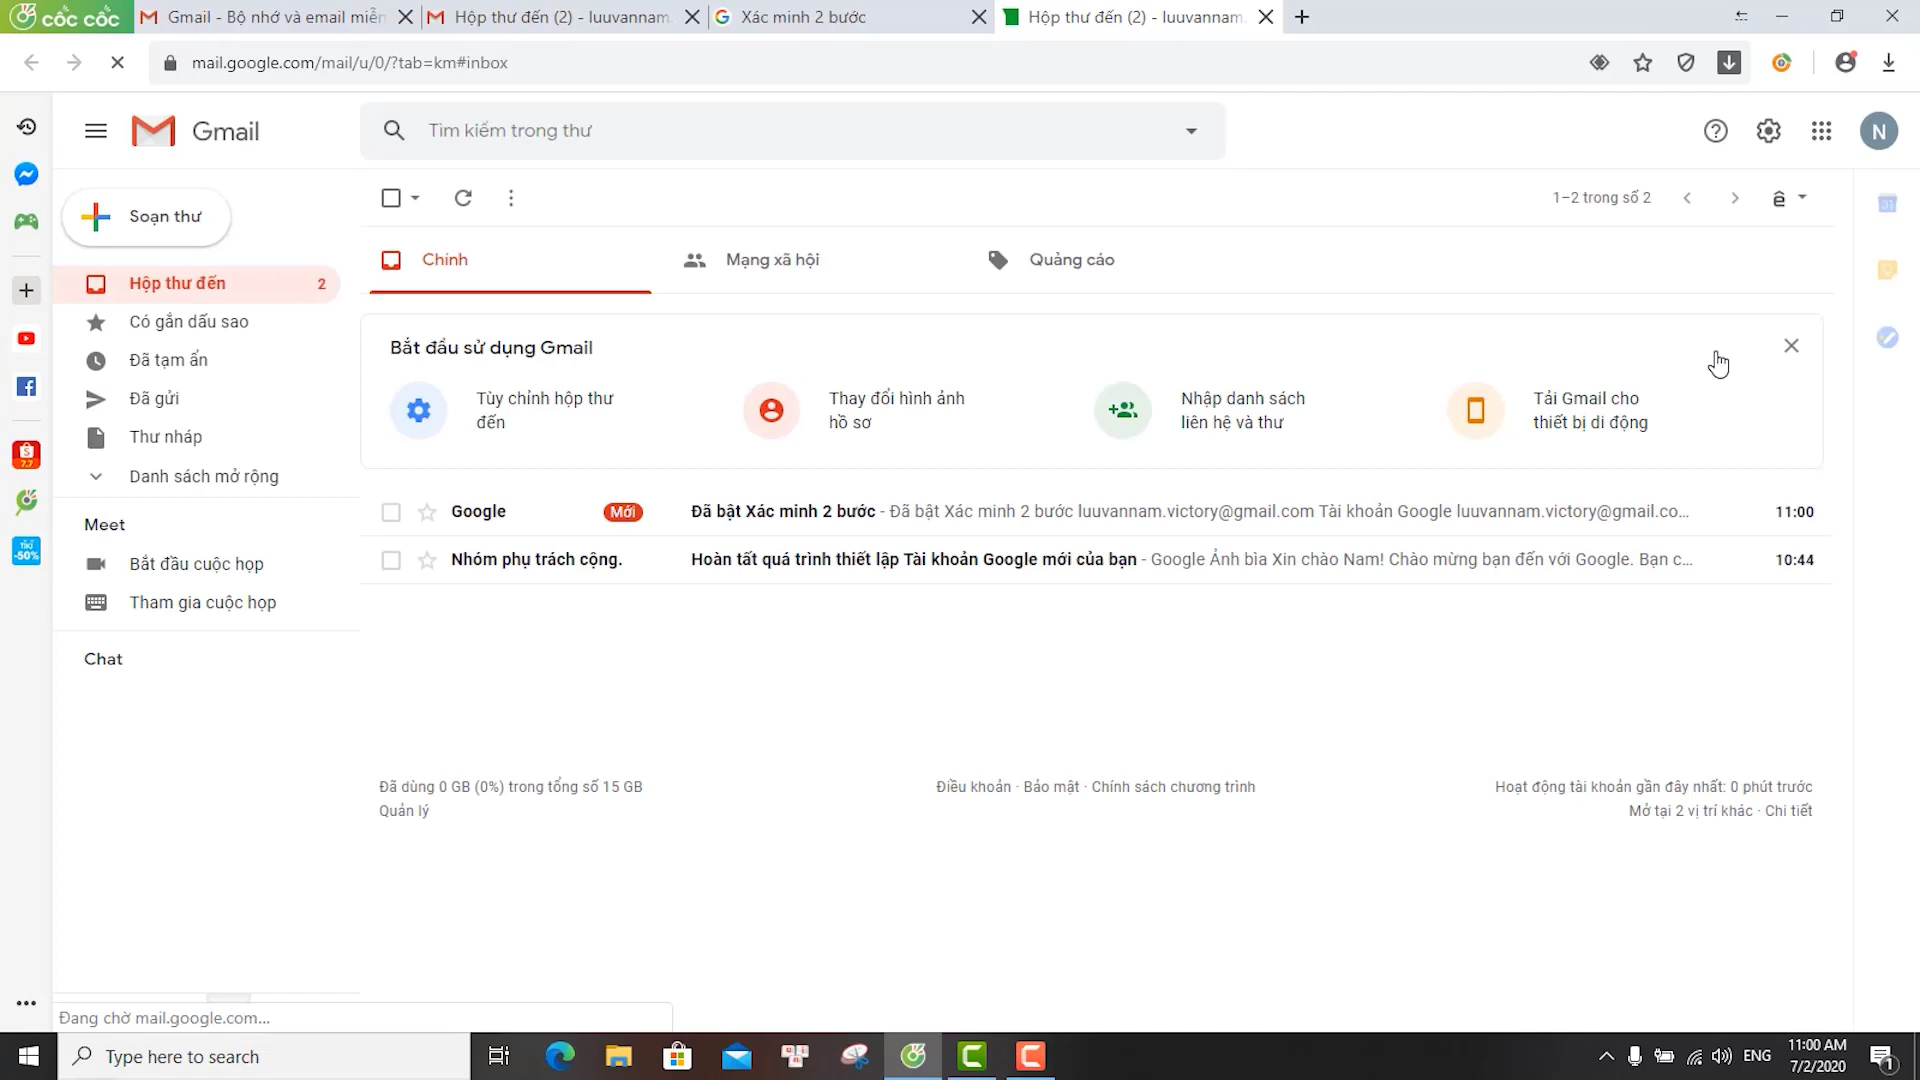 cốc cốc
Gmail - Bộ nhớ và email miễn
Hộp thư đến (2) - luuvannam.
Xác minh 2 bước
Hộp thư đến (2) - luuvannam.
mail.google.com/mail/u/0/?tab=km#inbox
Gmail
Tìm kiếm trong thư
N
Soạn thư
1–2 trong số 2
Chính
Mạng xã hội
Quảng cáo
Hộp thư đến
2
Có gắn dấu sao
Đã tạm ẩn
Đã gửi
Thư nháp
Danh sách mở rộng
Meet
Bắt đầu cuộc họp
Tham gia cuộc họp
Chat
Bắt đầu sử dụng Gmail
Tùy chỉnh hộp thư
đến
Thay đổi hình ảnh
hồ sơ
Nhập danh sách
liên hệ và thư
Tải Gmail cho
thiết bị di động
Google Mới Đã bật Xác minh 2 bước - Đã bật Xác minh 2 bước luuvannam.victory@gmail.com Tài khoản Google luuvannam.victory@gmail.co... 11:00
Nhóm phụ trách cộng. Hoàn tất quá trình thiết lập Tài khoản Google mới của bạn - Google Ảnh bìa Xin chào Nam! Chào mừng bạn đến với Google. Bạn c... 10:44
Đã dùng 0 GB (0%) trong tổng số 15 GB
Quản lý
Điều khoản · Bảo mật · Chính sách chương trình
Hoạt động tài khoản gần đây nhất: 0 phút trước
Mở tại 2 vị trí khác · Chi tiết
7.7
TIKI
-50%
31
Đang chờ mail.google.com...
Type here to search
ENG
11:00 AM
7/2/2020
1